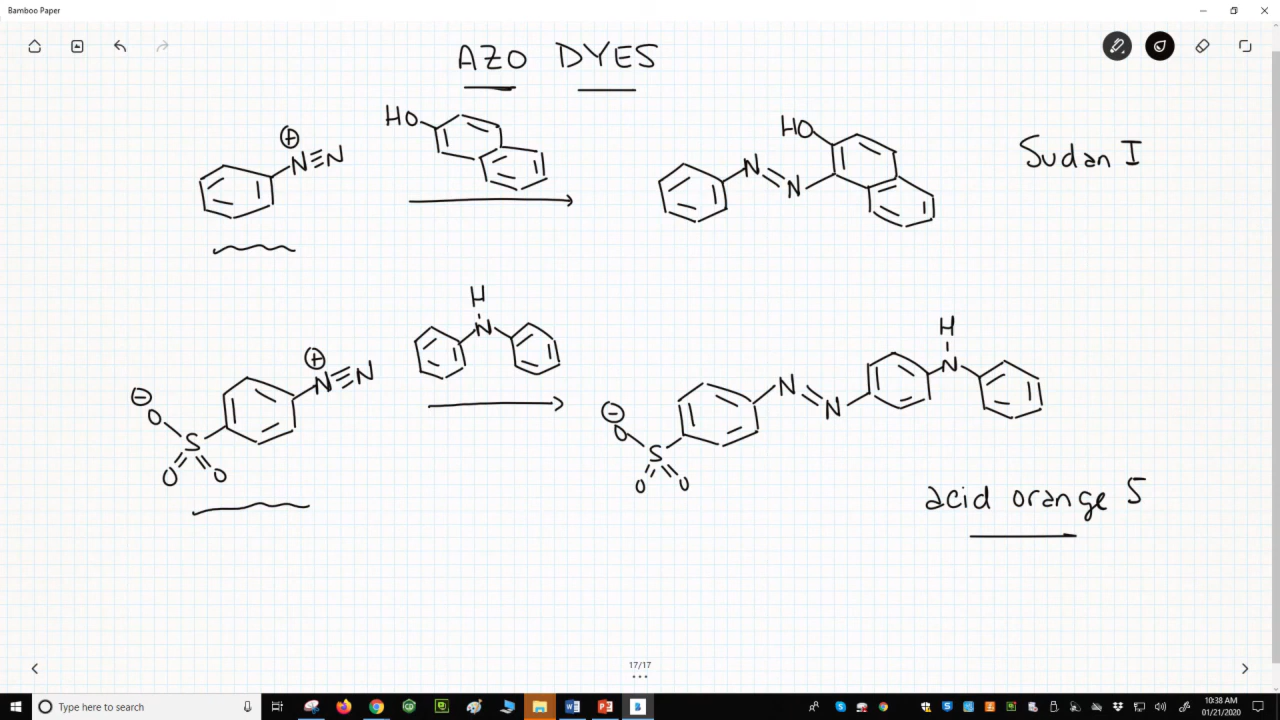 Bamboo Paper
AZO DYES
HO
⊕
N≡N
HO
N=N
Sudan I
H
N
⊕
N≡N
⊖
O
S
O O
H
N
N=N
⊖
O
S
O O
acid orange 5
17/17
Type here to search
10:38 AM
01/21/2020